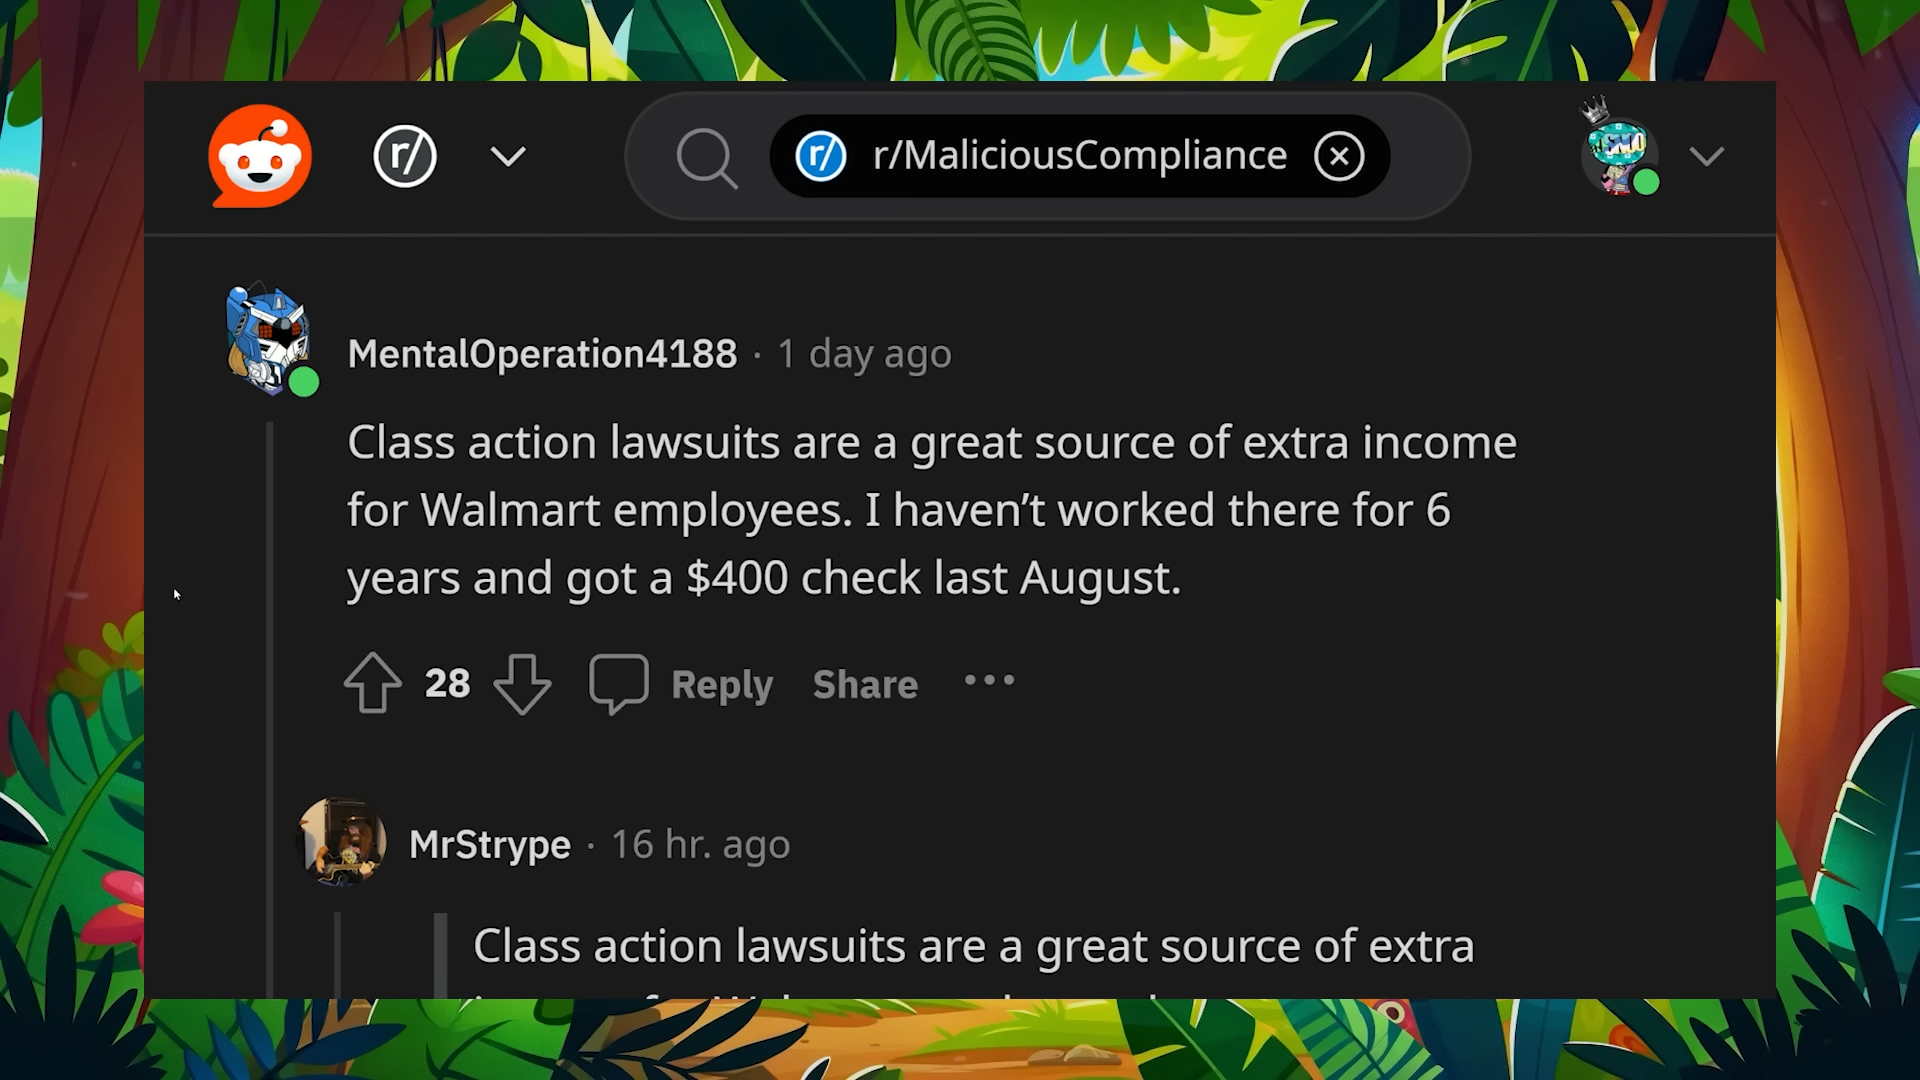 r/
r/ r/MaliciousCompliance
MentalOperation4188 · 1 day ago
Class action lawsuits are a great source of extra income
for Walmart employees. I haven’t worked there for 6
years and got a $400 check last August.
28 Reply Share ...
MrStrype · 16 hr. ago
Class action lawsuits are a great source of extra